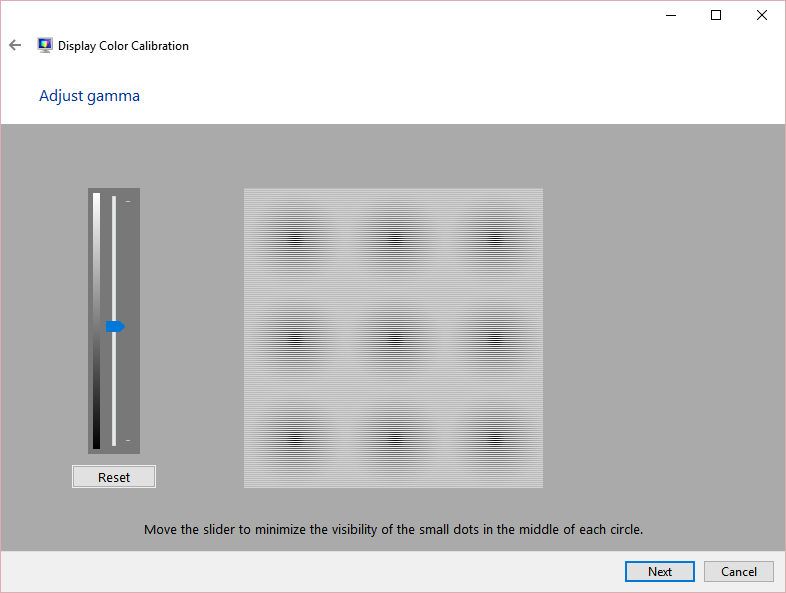 Display Color Calibration
Adjust gamma
Reset
Move the slider to minimize the visibility of the small dots in the middle of each circle.
Next
Cancel